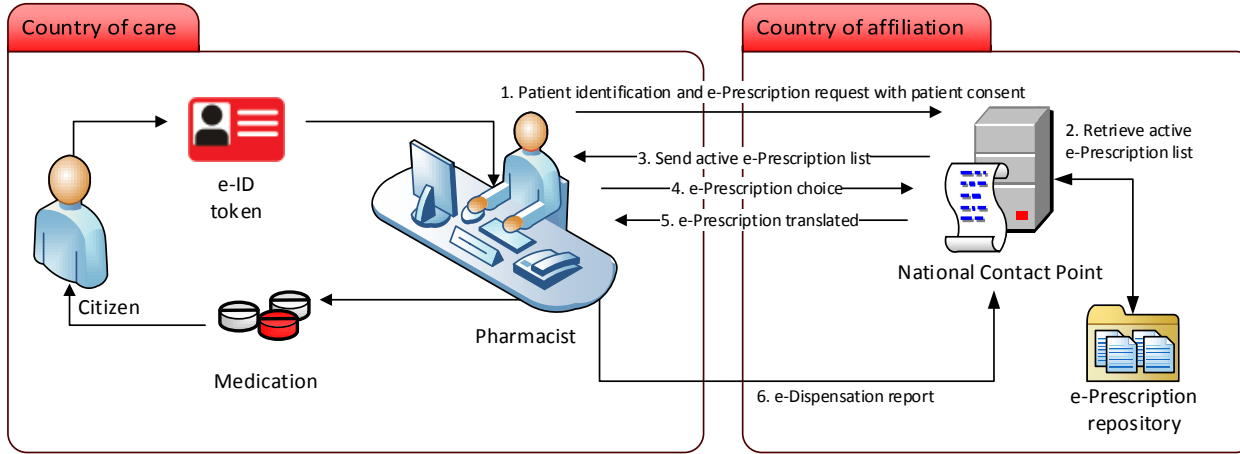 Country of care
Country of affiliation
1. Patient identification and e-Prescription request with patient consent
e-ID
token
2. Retrieve active
e-Prescription list
3. Send active e-Prescription list
4. e-Prescription choice
5. e-Prescription translated
National Contact Point
Citizen
Pharmacist
Medication
6. e-Dispensation report
e-Prescription
repository